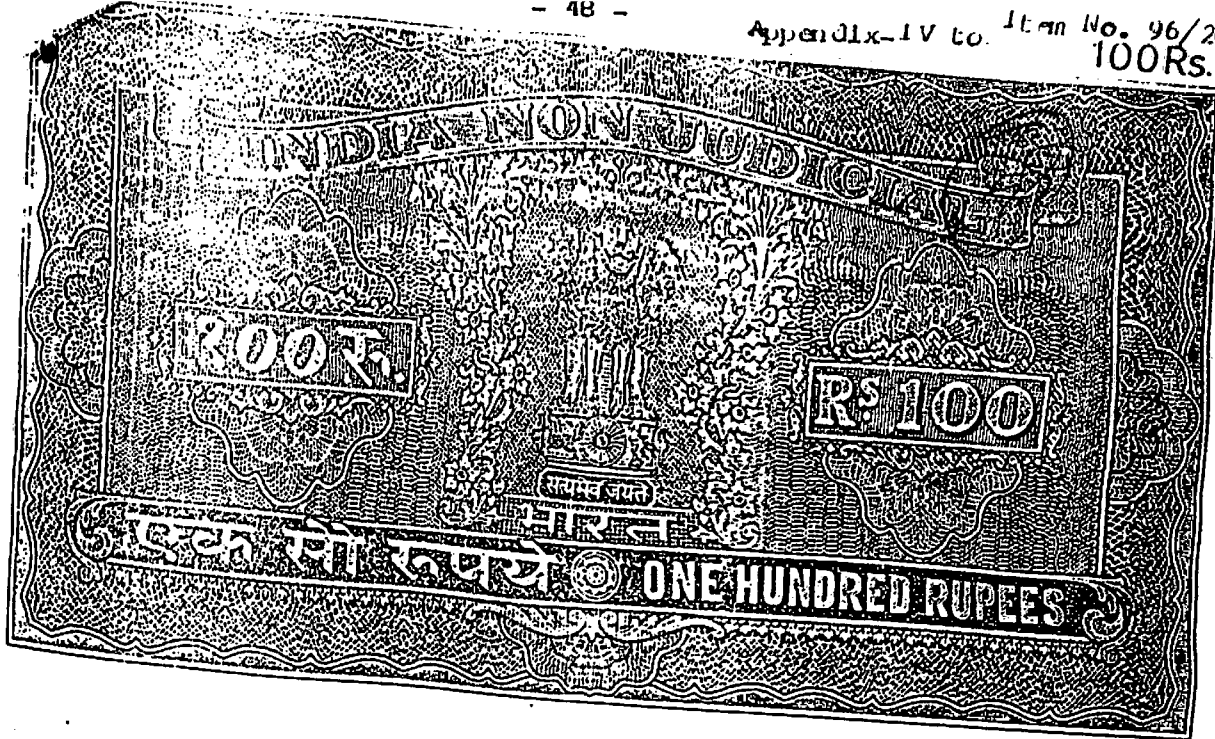 - 48 -
Appendix-IV to Item No. 96/2
100Rs.
INDIA NON JUDICIAL
१०० रु.
Rs 100
सत्यमेव जयते
भारत
एक सौ रुपये ONE HUNDRED RUPEES